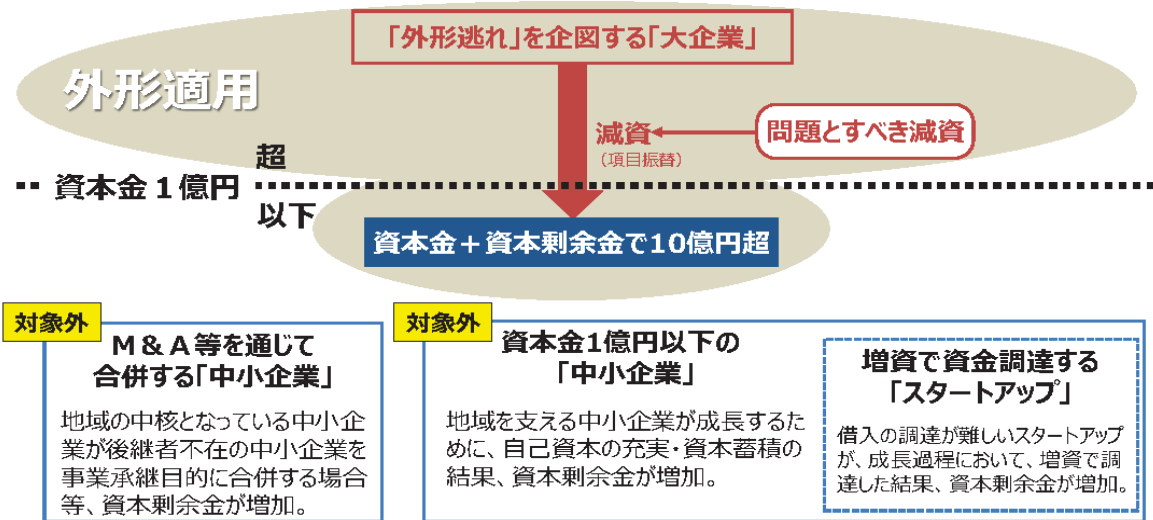 「外形逃れ」を企図する「大企業」
外形適用
減資
（項目振替）
問題とすべき減資
超
資本金１億円
以下
資本金＋資本剰余金で10億円超
対象外
Ｍ＆Ａ等を通じて
合併する「中小企業」
地域の中核となっている中小企
業が後継者不在の中小企業を
事業承継目的に合併する場合
等、資本剰余金が増加。
対象外
資本金1億円以下の
「中小企業」
地域を支える中小企業が成長するた
めに、自己資本の充実・資本蓄積の
結果、資本剰余金が増加。
増資で資金調達する
「スタートアップ」
借入の調達が難しいスタートアップ
が、成長過程において、増資で調
達した結果、資本剰余金が増加。